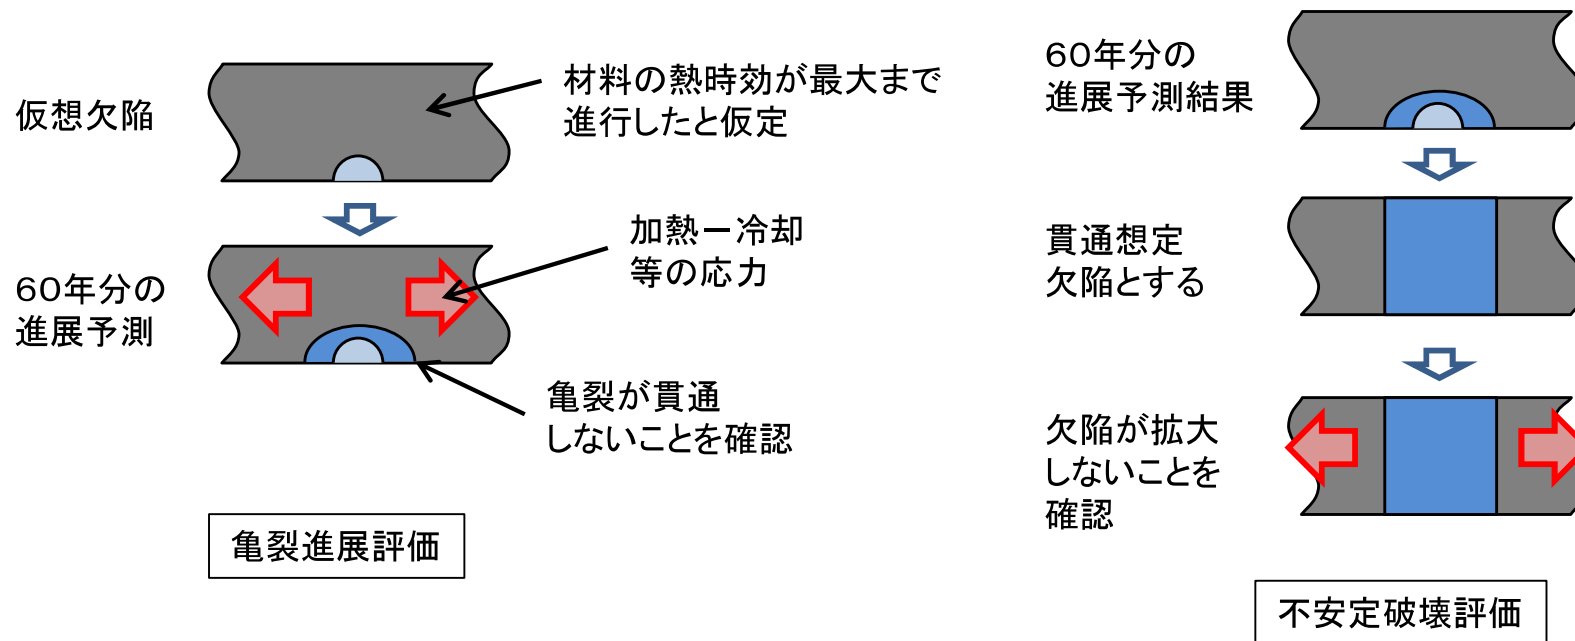 仮想欠陥
材料の熱時効が最大まで
進行したと仮定
60年分の
進展予測
加熱ー冷却
等の応力
亀裂が貫通
しないことを確認
亀裂進展評価
60年分の
進展予測結果
貫通想定
欠陥とする
欠陥が拡大
しないことを
確認
不安定破壊評価